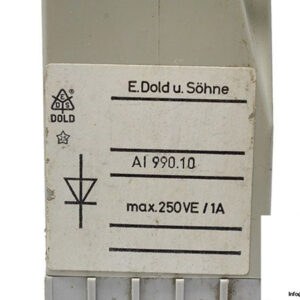 E.Dold u. Söhne
E D S
®
DOLD
AI 990.10
max.250VE/1A